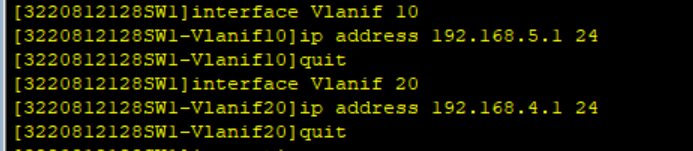 [3220812128SW1]interface Vlanif 10
[3220812128SW1-Vlanif10]ip address 192.168.5.1 24
[3220812128SW1-Vlanif10]quit
[3220812128SW1]interface Vlanif 20
[3220812128SW1-Vlanif20]ip address 192.168.4.1 24
[3220812128SW1-Vlanif20]quit